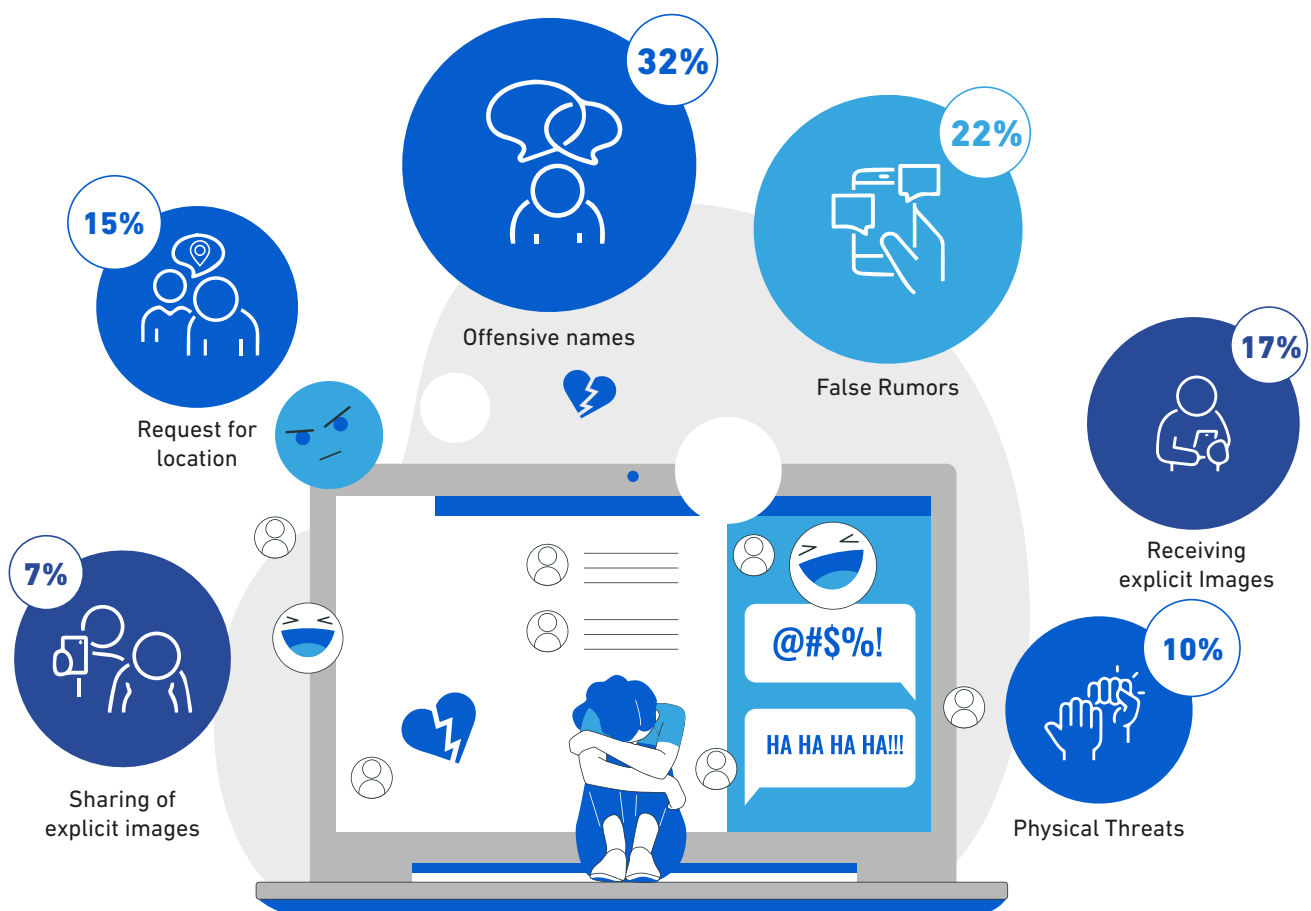 32%
Offensive names
22%
False Rumors
15%
Request for
location
17%
Receiving
explicit Images
7%
Sharing of
explicit images
10%
Physical Threats
@#$%!
HA HA HA HA!!!